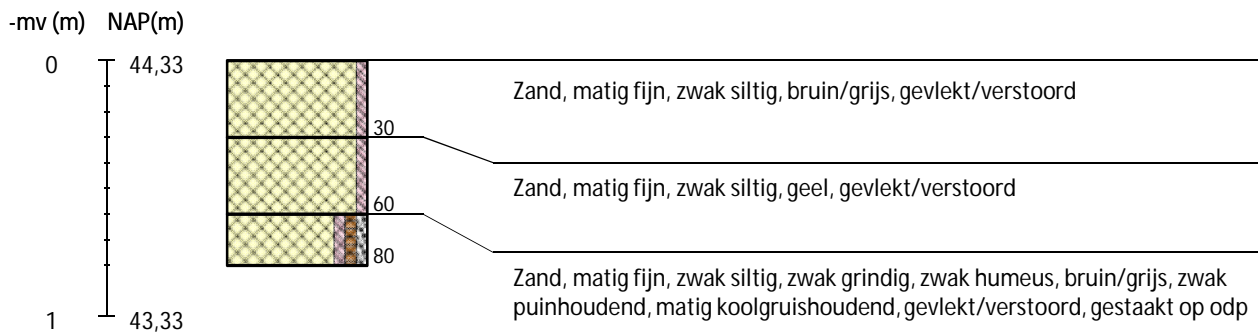 -mv (m) NAP(m)
0 44,33
Zand, matig fijn, zwak siltig, bruin/grijs, gevlekt/verstoord
30
Zand, matig fijn, zwak siltig, geel, gevlekt/verstoord
60
80
Zand, matig fijn, zwak siltig, zwak grindig, zwak humeus, bruin/grijs, zwak
puinhoudend, matig koolgruishoudend, gevlekt/verstoord, gestaakt op odp
1 43,33